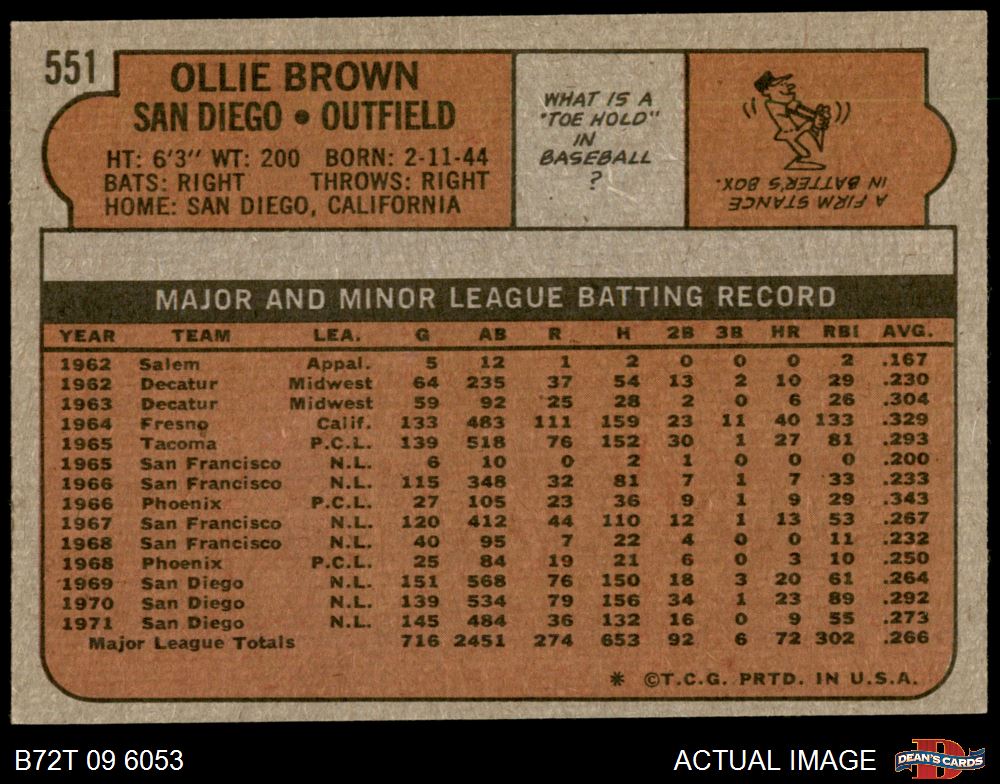 551
OLLIE BROWN
SAN DIEGO • OUTFIELD
HT: 6'3" WT: 200 BORN: 2-11-44
BATS: RIGHT THROWS: RIGHT
HOME: SAN DIEGO, CALIFORNIA
WHAT IS A
"TOE HOLD"
IN
BASEBALL
?
A FIRM STANCE
IN BATTER'S BOX.
MAJOR AND MINOR LEAGUE BATTING RECORD
YEAR TEAM LEA. G AB R H 2B 3B HR RBI AVG.
1962 Salem Appal. 5 12 1 2 0 0 0 2 .167
1962 Decatur Midwest 64 235 37 54 13 2 10 29 .230
1963 Decatur Midwest 59 92 25 28 2 0 6 26 .304
1964 Fresno Calif. 133 483 111 159 23 11 40 133 .329
1965 Tacoma P.C.L. 139 518 76 152 30 1 27 81 .293
1965 San Francisco N.L. 6 10 0 2 1 0 0 0 .200
1966 San Francisco N.L. 115 348 32 81 7 1 7 33 .233
1966 Phoenix P.C.L. 27 105 23 36 9 1 9 29 .343
1967 San Francisco N.L. 120 412 44 110 12 1 13 53 .267
1968 San Francisco N.L. 40 95 7 22 4 0 0 11 .232
1968 Phoenix P.C.L. 25 84 19 21 6 0 3 10 .250
1969 San Diego N.L. 151 568 76 150 18 3 20 61 .264
1970 San Diego N.L. 139 534 79 156 34 1 23 89 .292
1971 San Diego N.L. 145 484 36 132 16 0 9 55 .273
Major League Totals 716 2451 274 653 92 6 72 302 .266
* ©T.C.G. PRTD. IN U.S.A.
B72T 09 6053
ACTUAL IMAGE
D
DEAN'S CARDS